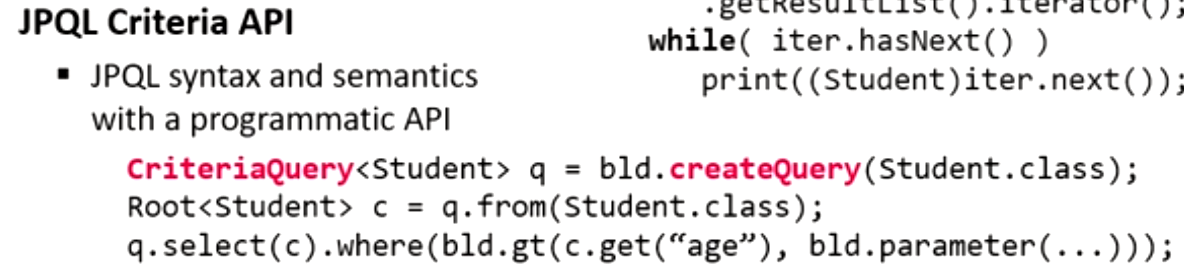 .getResultList().iterator();
JPQL Criteria API
while( iter.hasNext() )
print((Student)iter.next());
▪ JPQL syntax and semantics
with a programmatic API
CriteriaQuery<Student> q = bld.createQuery(Student.class);
Root<Student> c = q.from(Student.class);
q.select(c).where(bld.gt(c.get(“age”), bld.parameter(...)));